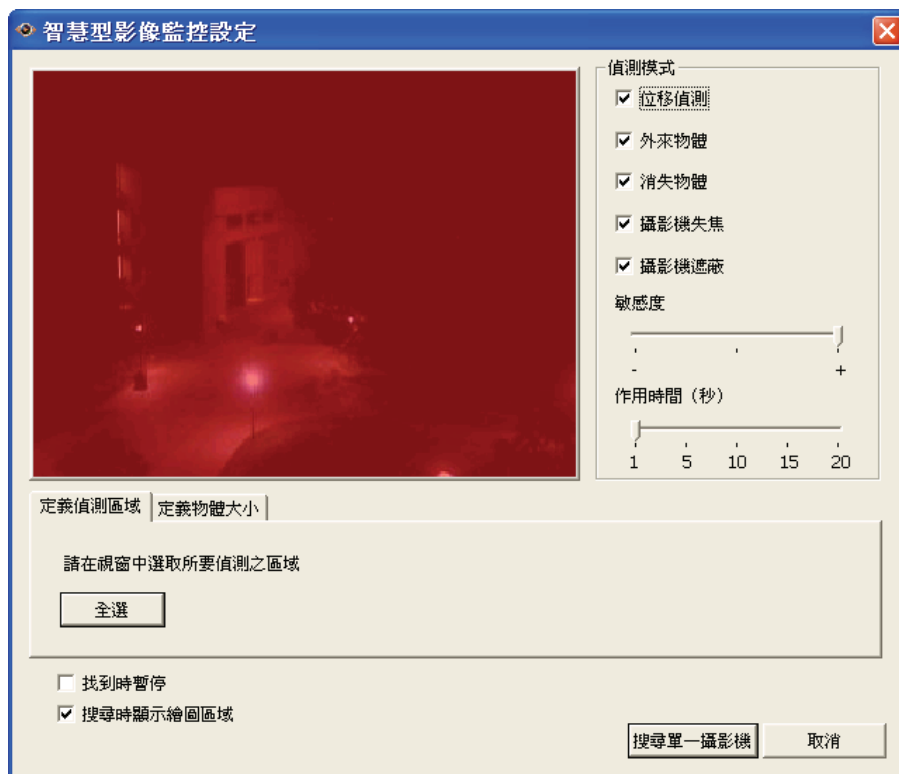 智慧型影像監控設定
偵測模式
位移偵測
外來物體
消失物體
攝影機失焦
攝影機遮蔽
敏感度
- +
作用時間（秒）
1 5 10 15 20
定義偵測區域 定義物體大小
請在視窗中選取所要偵測之區域
全選
找到時暫停
搜尋時顯示繪圖區域
搜尋單一攝影機 取消